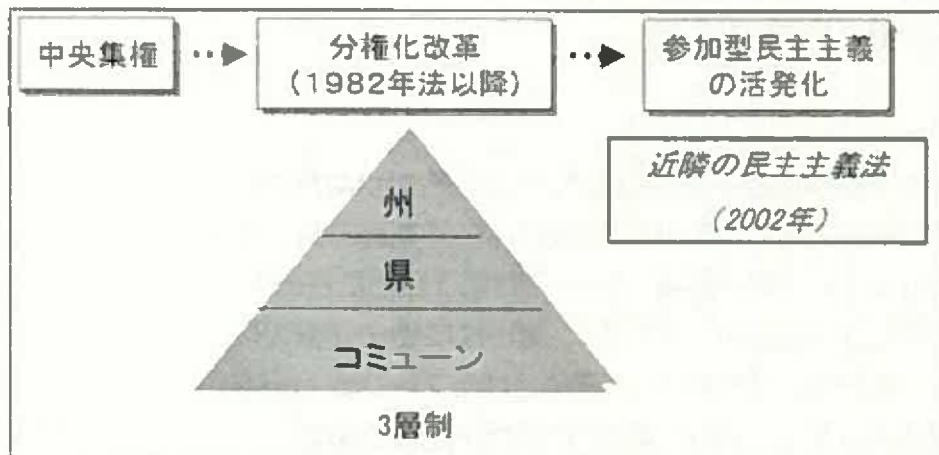 中央集権
分権化改革
(1982年法以降)
参加型民主主義
の活発化
近隣の民主主義法
(2002年)
州
県
コミューン
3層制